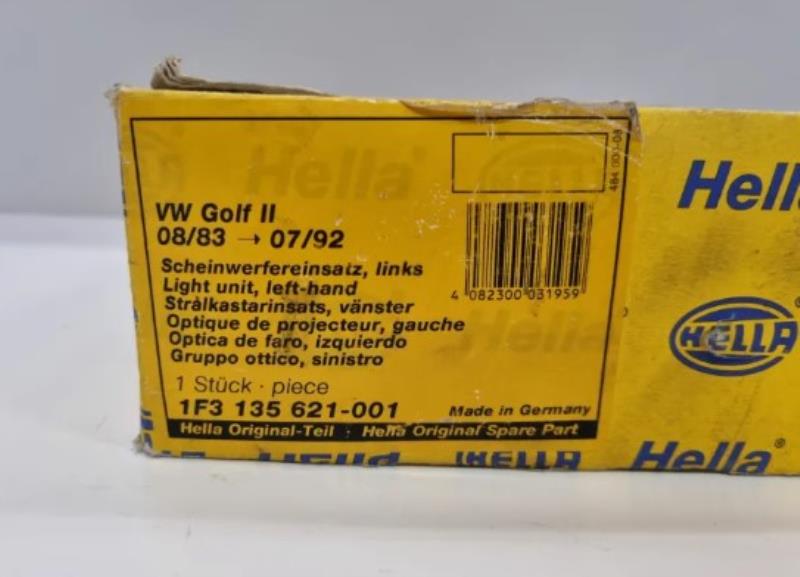 VW Golf II
08/83 → 07/92
Scheinwerfereinsatz, links
Light unit, left-hand
Strålkastarinsats, vänster
Optique de projecteur, gauche
Optica de faro, izquierdo
Gruppo ottico, sinistro
1 Stück · piece
1F3 135 621-001
Made in Germany
Hella Original-Teil · Hella Original Spare Part
4 082300 031959
Hella
HELLA
HELLA
Hella®